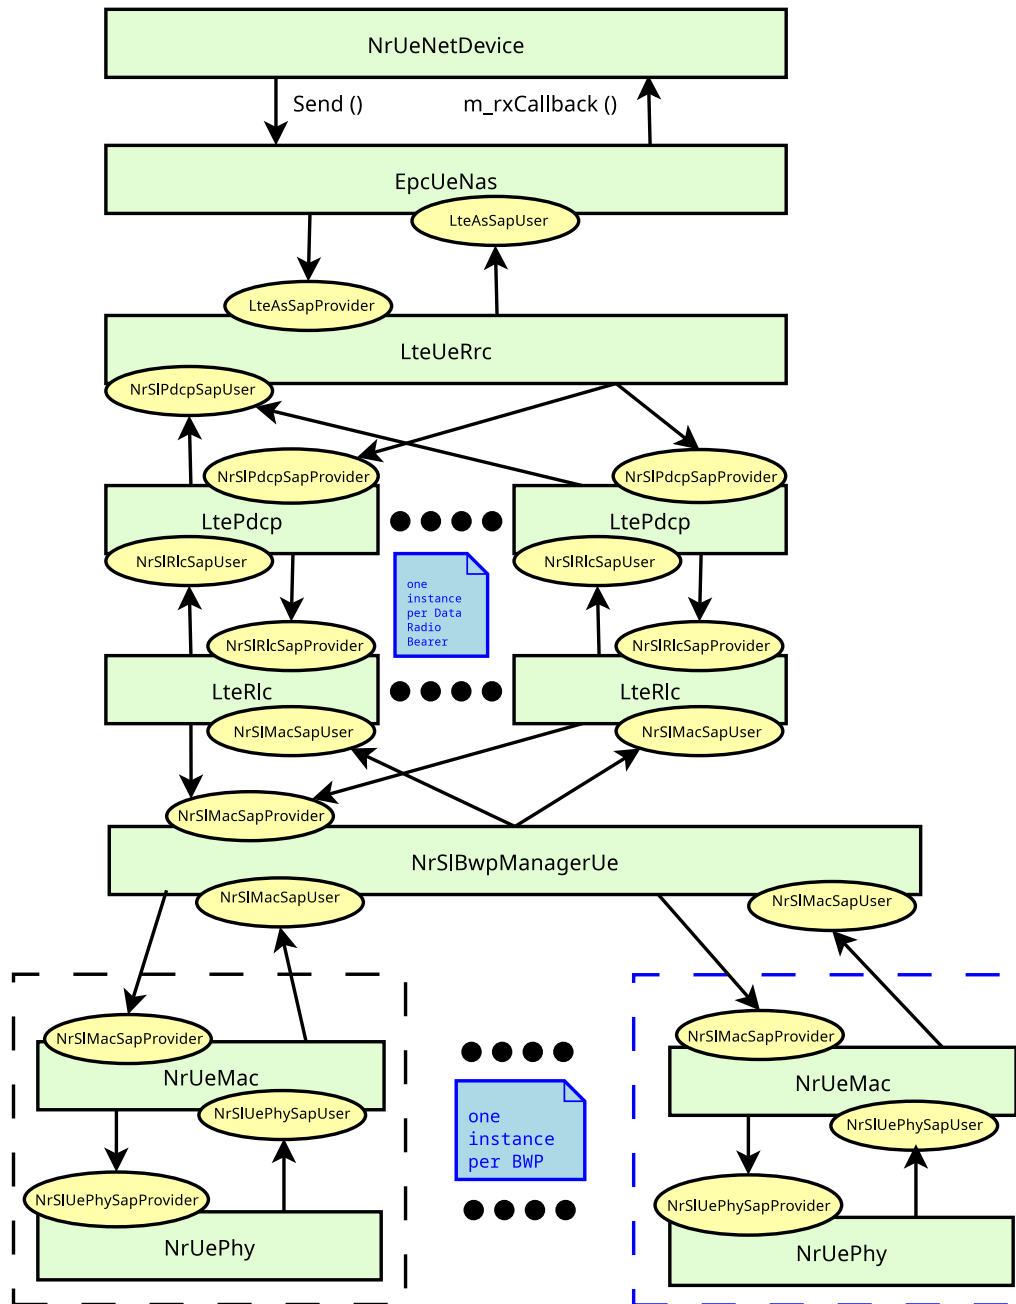 NrUeNetDevice
Send ()
m_rxCallback ()
EpcUeNas
LteAsSapUser
LteAsSapProvider
LteUeRrc
NrSlPdcpSapUser
NrSlPdcpSapProvider
NrSlPdcpSapProvider
LtePdcp
LtePdcp
NrSlRlcSapUser
NrSlRlcSapUser
one
instance
per Data
Radio
Bearer
NrSlRlcSapProvider
NrSlRlcSapProvider
LteRlc
LteRlc
NrSlMacSapUser
NrSlMacSapUser
NrSlMacSapProvider
NrSlBwpManagerUe
NrSlMacSapUser
NrSlMacSapUser
NrSlMacSapProvider
NrSlMacSapProvider
NrUeMac
NrUeMac
NrSlUePhySapUser
NrSlUePhySapUser
one
instance
per BWP
NrSlUePhySapProvider
NrSlUePhySapProvider
NrUePhy
NrUePhy